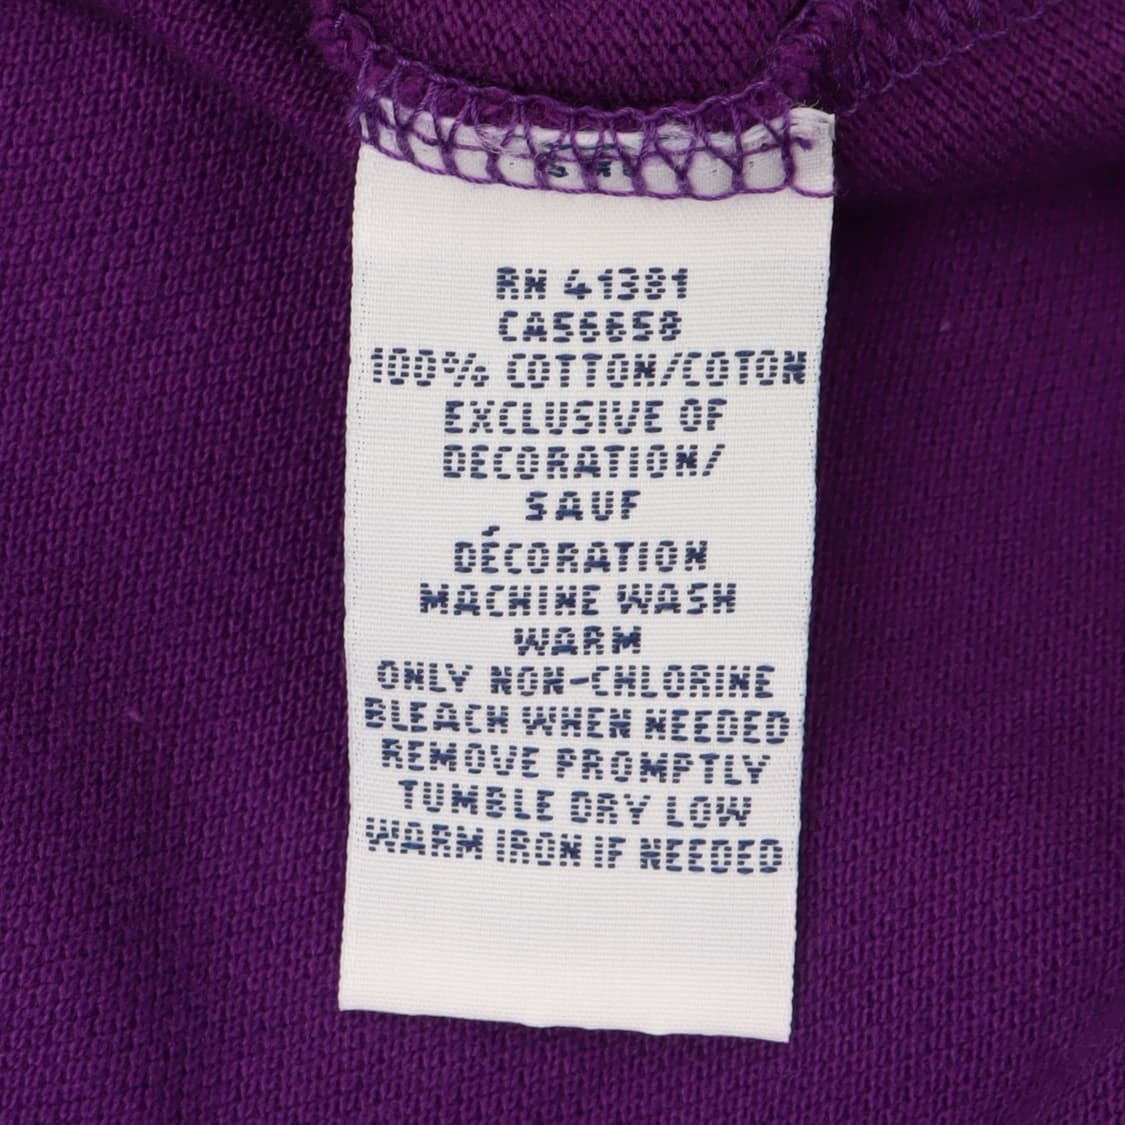 RN 41381
CA56658
100% COTTON/COTON
EXCLUSIVE OF
DECORATION/
SAUF
DÉCORATION
MACHINE WASH
WARM
ONLY NON-CHLORINE
BLEACH WHEN NEEDED
REMOVE PROMPTLY
TUMBLE DRY LOW
WARM IRON IF NEEDED